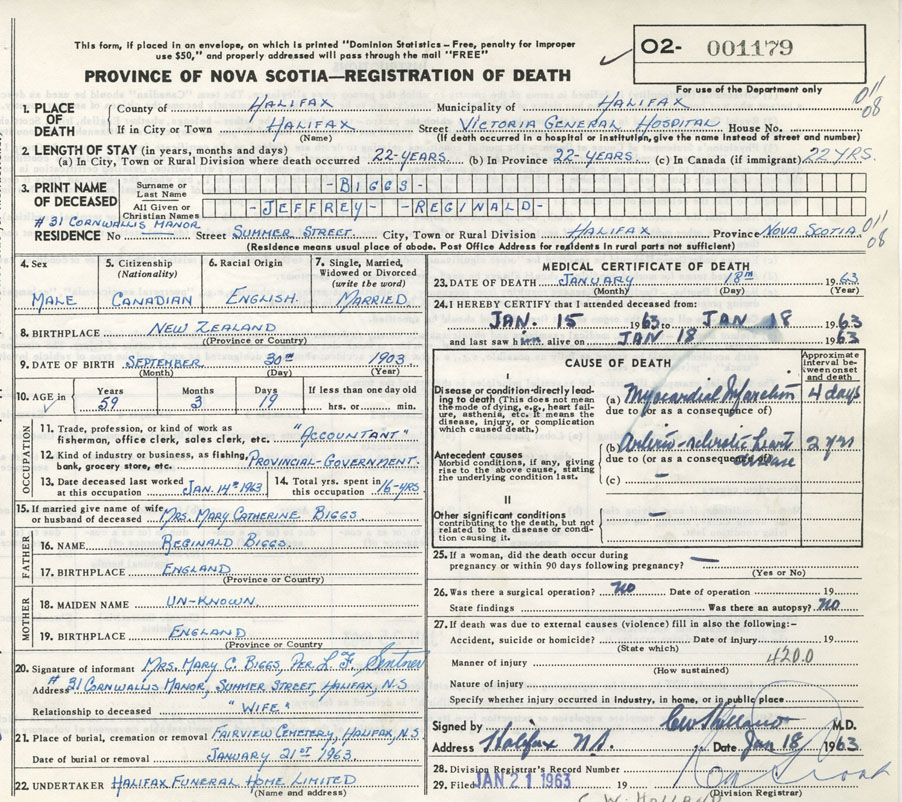 This form, if placed in an envelope, on which is printed "Dominion Statistics—Free, penalty for improper
use $50," and properly addressed will pass through the mail "FREE"
O2- 001179
PROVINCE OF NOVA SCOTIA—REGISTRATION OF DEATH
For use of the Department only
011
08
1. PLACE OF DEATH
County of HALIFAX Municipality of HALIFAX
If in City or Town HALIFAX Street VICTORIA GENERAL HOSPITAL House No.
(Name) (If death occurred in a hospital or institution, give the name instead of street and number)
2. LENGTH OF STAY (in years, months and days)
(a) In City, Town or Rural Division where death occurred 22-YEARS. (b) In Province 22-YEARS. (c) In Canada (if immigrant) 22 YRS.
3. PRINT NAME OF DECEASED
Surname or Last Name -BIGGS-
All Given or Christian Names -JEFFREY- -REGINALD-
# 31 CORNWALLIS MANOR
RESIDENCE No — Street SUMMER STREET. City, Town or Rural Division HALIFAX Province NOVA SCOTIA.
011
08
(Residence means usual place of abode. Post Office Address for residents in rural parts not sufficient)
4. Sex MALE
5. Citizenship (Nationality) CANADIAN
6. Racial Origin ENGLISH.
7. Single, Married, Widowed or Divorced (write the word) MARRIED
8. BIRTHPLACE NEW ZEALAND
(Province or Country)
9. DATE OF BIRTH SEPTEMBER 30TH 1903
(Month) (Day) (Year)
10. AGE in Years 59 Months 3 Days 19 If less than one day old hrs. or min.
OCCUPATION
11. Trade, profession, or kind of work as
fisherman, office clerk, sales clerk, etc. "ACCOUNTANT"
12. Kind of industry or business, as fishing,
bank, grocery store, etc. PROVINCIAL-GOVERNMENT.
13. Date deceased last worked at this occupation JAN. 14TH 1963
14. Total yrs. spent in this occupation 16-YRS
15. If married give name of wife or husband of deceased MRS. MARY CATHERINE BIGGS.
FATHER
16. NAME REGINALD BIGGS.
17. BIRTHPLACE ENGLAND
(Province or Country)
MOTHER
18. MAIDEN NAME UN-KNOWN.
19. BIRTHPLACE ENGLAND
(Province or Country)
20. Signature of informant MRS. MARY C. BIGGS, PER L. F.
Address # 31 CORNWALLIS MANOR, SUMMER STREET, HALIFAX, N.S
Relationship to deceased "WIFE"
21. Place of burial, cremation or removal FAIRVIEW CEMETERY, HALIFAX, N.S
Date of burial or removal JANUARY 21ST 1963.
22. UNDERTAKER HALIFAX FUNERAL HOME LIMITED
(Name and address)
MEDICAL CERTIFICATE OF DEATH
23. DATE OF DEATH JANUARY 18TH 1963
(Month) (Day) (Year)
24. I HEREBY CERTIFY that I attended deceased from:
JAN. 15 1963 to JAN 18 1963
and last saw him alive on JAN 18 1963
CAUSE OF DEATH
Approximate interval between onset and death
I
Disease or condition directly leading to death (This does not mean
the mode of dying, e.g., heart failure, asthenia, etc. It means the
disease, injury, or complication
which caused death.)
(a) Myocardial Infarction 4 days
due to (or as a consequence of)
Antecedent causes
Morbid conditions, if any, giving
rise to the above cause, stating
the underlying condition last.
(b) Arterio-sclerotic heart disease 2 yrs
due to (or as a consequence of)
(c) —
II
Other significant conditions —
contributing to the death, but not
related to the disease or condition
causing it.
25. If a woman, did the death occur during
pregnancy or within 90 days following pregnancy? —
(Yes or No)
26. Was there a surgical operation? No Date of operation 19
State findings Was there an autopsy? No
27. If death was due to external causes (violence) fill in also the following:—
Accident, suicide or homicide? Date of injury 19
(State which)
420.0
Manner of injury
(How sustained)
Nature of injury
Specify whether injury occurred in industry, in home, or in public place
Signed by M.D.
Address Halifax N.S. Date Jan 18 1963
28. Division Registrar's Record Number
29. Filed JAN 21 1963 19
(Division Registrar)
C. W. HOLLAND